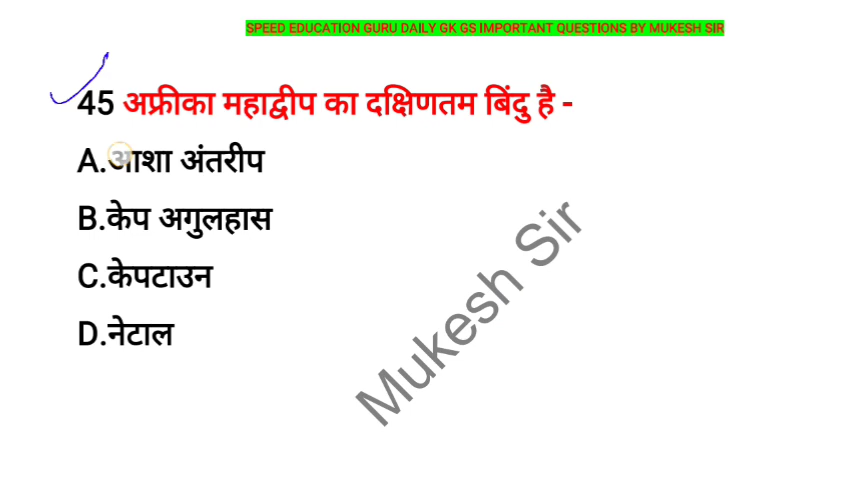 SPEED EDUCATION GURU DAILY GK GS IMPORTANT QUESTIONS BY MUKESH SIR
45 अफ्रीका महाद्वीप का दक्षिणतम बिंदु है -
A.आशा अंतरीप
B.केप अगुलहास
C.केपटाउन
D.नेटाल
Mukesh Sir